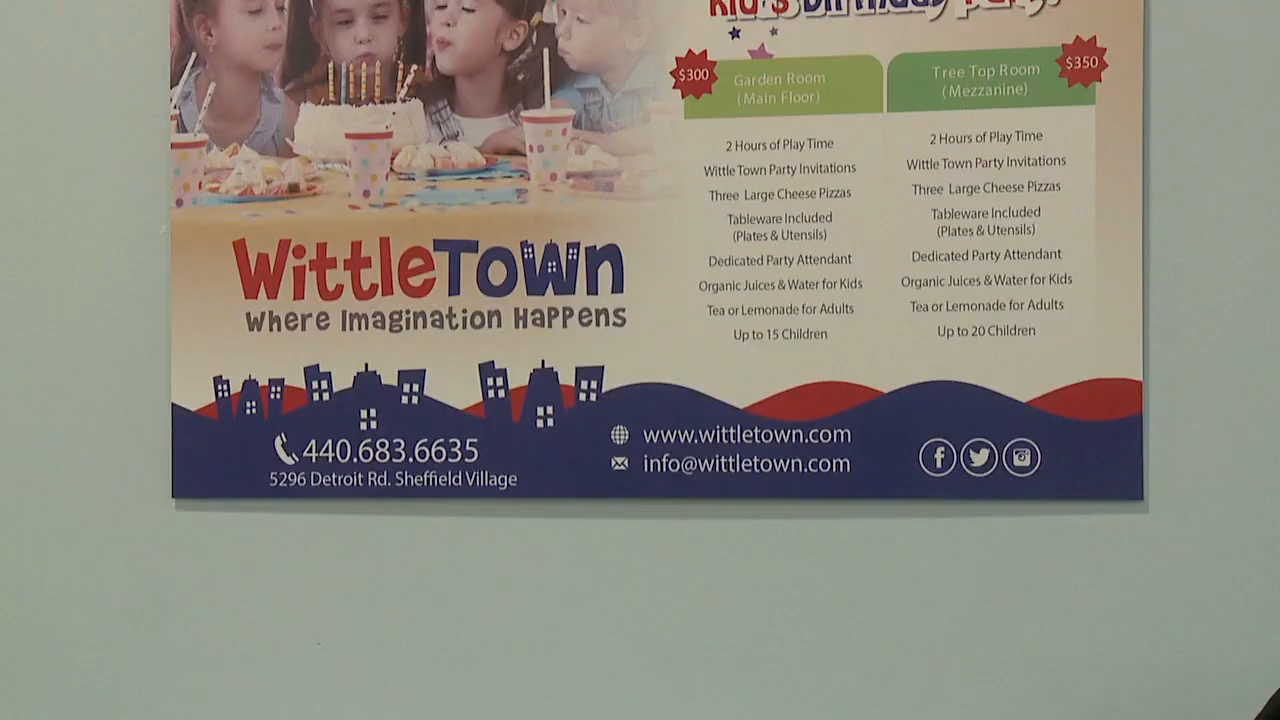 Kid's Birthday Party!
$300
Garden Room
(Main Floor)
2 Hours of Play Time
Wittle Town Party Invitations
Three Large Cheese Pizzas
Tableware Included
(Plates & Utensils)
Dedicated Party Attendant
Organic Juices & Water for Kids
Tea or Lemonade for Adults
Up to 15 Children
Tree Top Room
(Mezzanine)
$350
2 Hours of Play Time
Wittle Town Party Invitations
Three Large Cheese Pizzas
Tableware Included
(Plates & Utensils)
Dedicated Party Attendant
Organic Juices & Water for Kids
Tea or Lemonade for Adults
Up to 20 Children
WittleTown
Where Imagination Happens
440.683.6635
5296 Detroit Rd. Sheffield Village
www.wittletown.com
info@wittletown.com